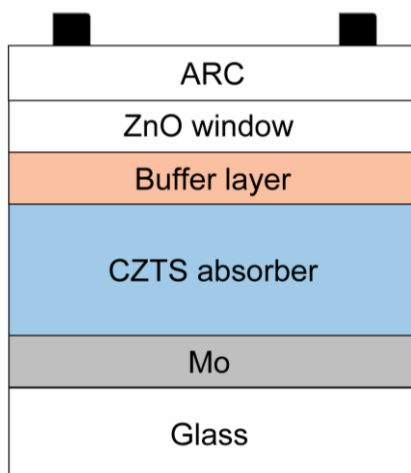 ARC
ZnO window
Buffer layer
CZTS absorber
Mo
Glass